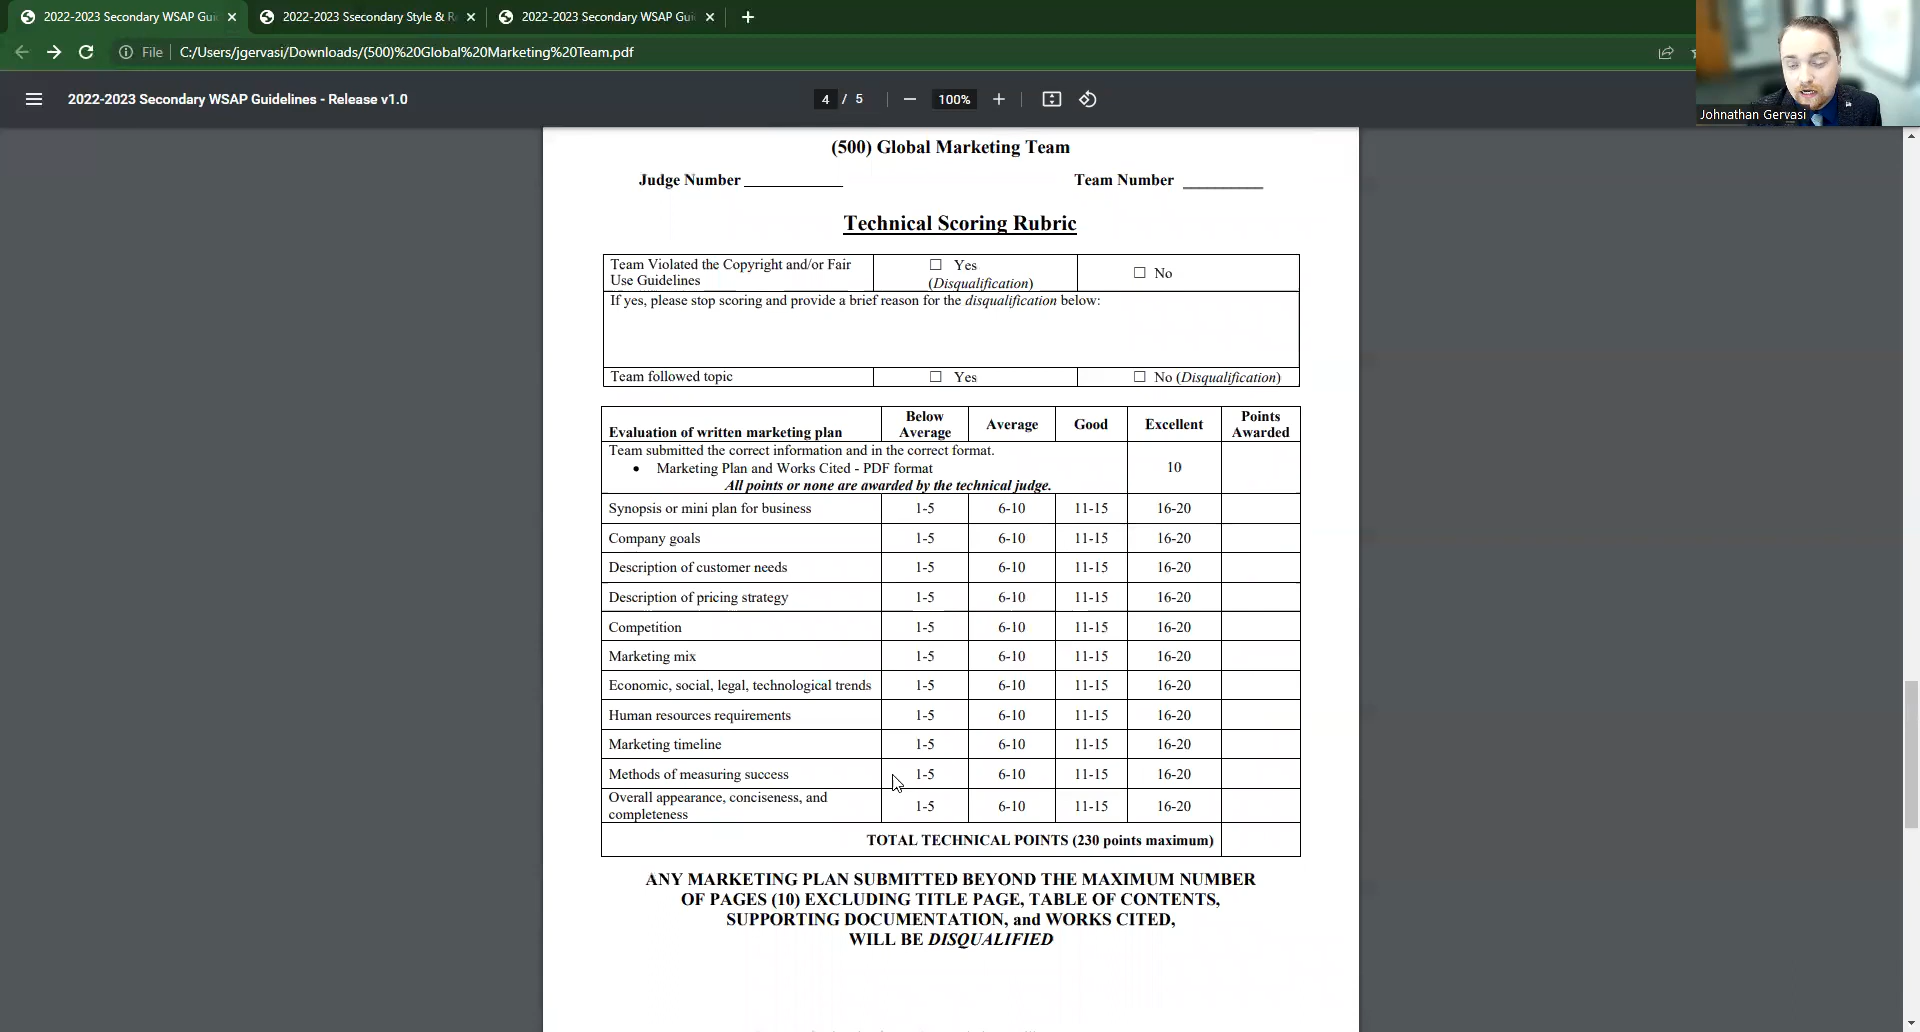 2022-2023 Secondary WSAP Gui
2022-2023 Ssecondary Style & R
2022-2023 Secondary WSAP Gui
File
C:/Users/jgervasi/Downloads/(500)%20Global%20Marketing%20Team.pdf
2022-2023 Secondary WSAP Guidelines - Release v1.0
4 / 5
100%
Johnathan Gervasi
(500) Global Marketing Team
Judge Number ____________ Team Number __________
Technical Scoring Rubric
Team Violated the Copyright and/or Fair
Use Guidelines
☐ Yes
(Disqualification)
☐ No
If yes, please stop scoring and provide a brief reason for the disqualification below:
Team followed topic ☐ Yes ☐ No (Disqualification)
Evaluation of written marketing plan Below Average Average Good Excellent Points Awarded
Team submitted the correct information and in the correct format.
• Marketing Plan and Works Cited - PDF format
All points or none are awarded by the technical judge.
10
Synopsis or mini plan for business 1-5 6-10 11-15 16-20
Company goals 1-5 6-10 11-15 16-20
Description of customer needs 1-5 6-10 11-15 16-20
Description of pricing strategy 1-5 6-10 11-15 16-20
Competition 1-5 6-10 11-15 16-20
Marketing mix 1-5 6-10 11-15 16-20
Economic, social, legal, technological trends 1-5 6-10 11-15 16-20
Human resources requirements 1-5 6-10 11-15 16-20
Marketing timeline 1-5 6-10 11-15 16-20
Methods of measuring success 1-5 6-10 11-15 16-20
Overall appearance, conciseness, and
completeness
1-5 6-10 11-15 16-20
TOTAL TECHNICAL POINTS (230 points maximum)
ANY MARKETING PLAN SUBMITTED BEYOND THE MAXIMUM NUMBER
OF PAGES (10) EXCLUDING TITLE PAGE, TABLE OF CONTENTS,
SUPPORTING DOCUMENTATION, and WORKS CITED,
WILL BE DISQUALIFIED